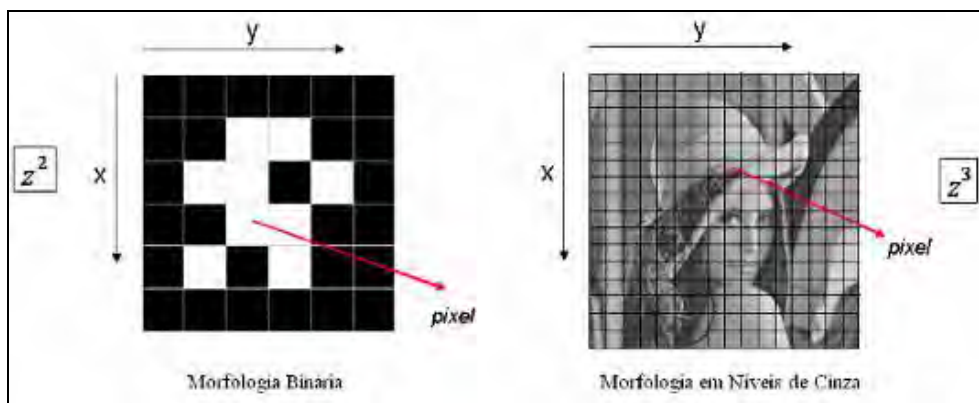 y
x
z²
pixel
Morfologia Binária
y
x
z³
pixel
Morfologia em Níveis de Cinza